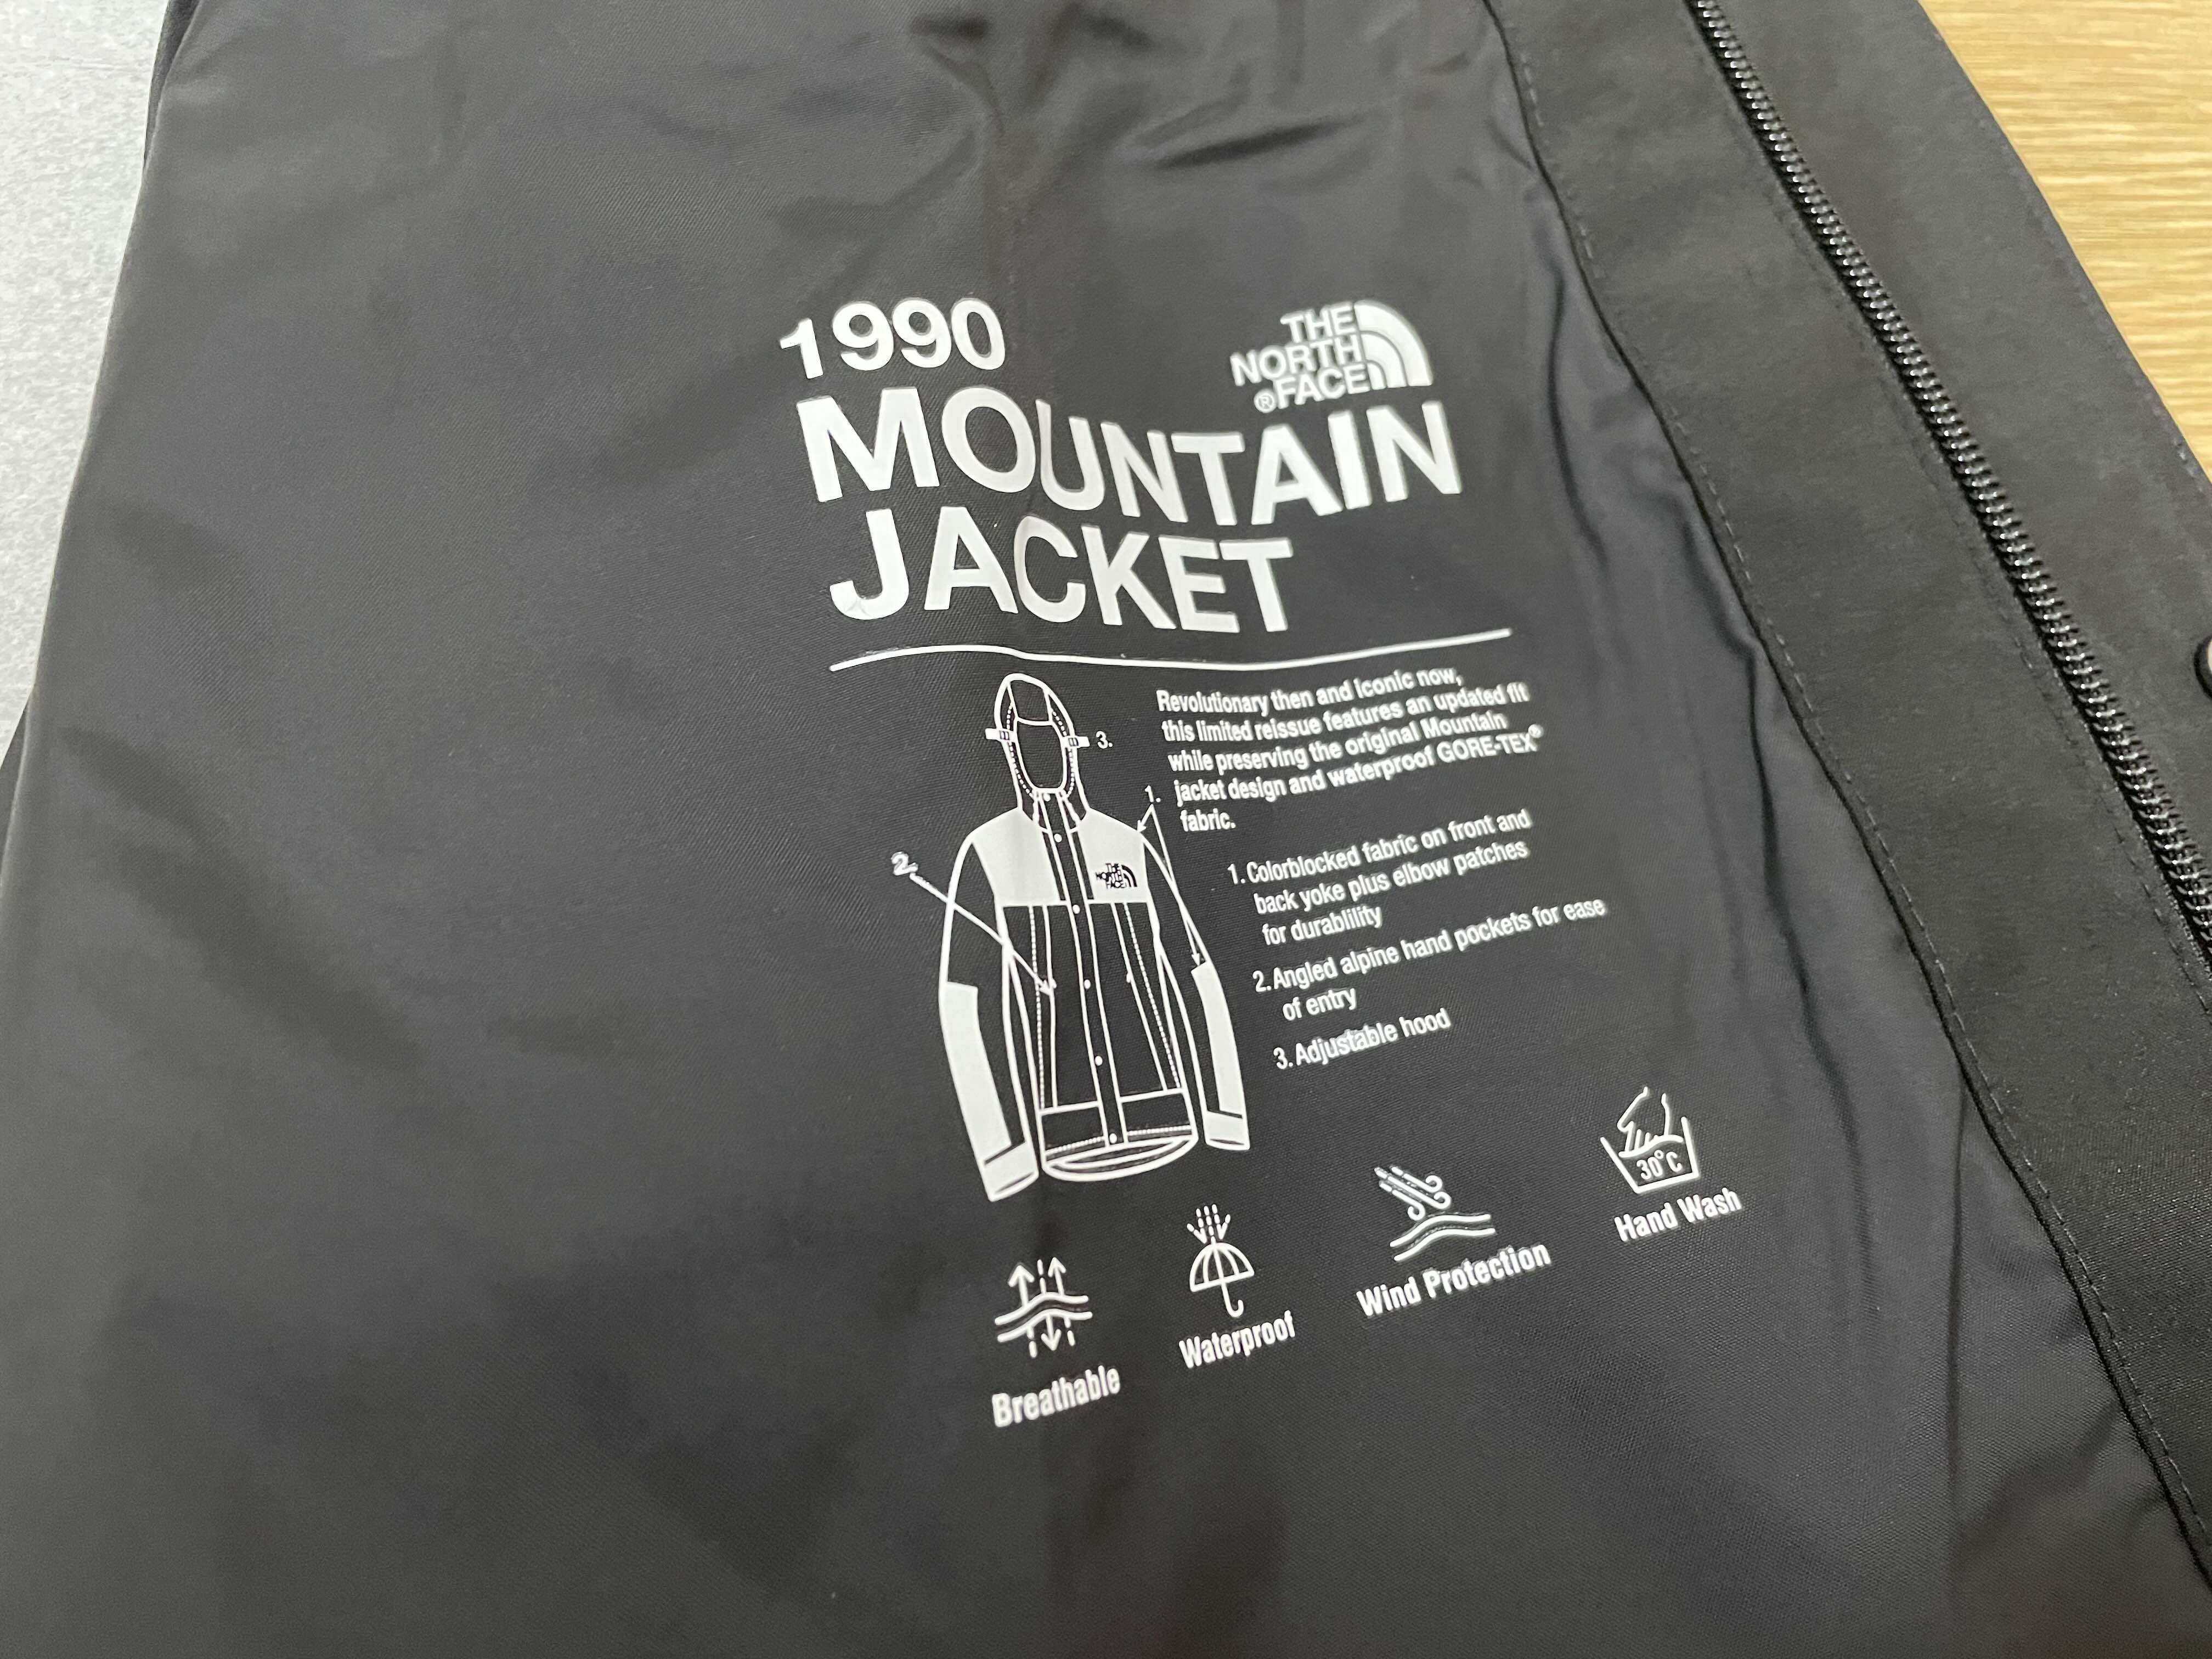 1990
THE
NORTH
FACE
®
MOUNTAIN
JACKET
Revolutionary then and iconic now,
this limited reissue features an updated fit
while preserving the original Mountain
jacket design and waterproof GORE-TEX®
fabric.
3.
1.
2.
THE
NORTH
FACE
1. Colorblocked fabric on front and
back yoke plus elbow patches
for durablility
2. Angled alpine hand pockets for ease
of entry
3. Adjustable hood
30°C
Breathable
Waterproof
Wind Protection
Hand Wash